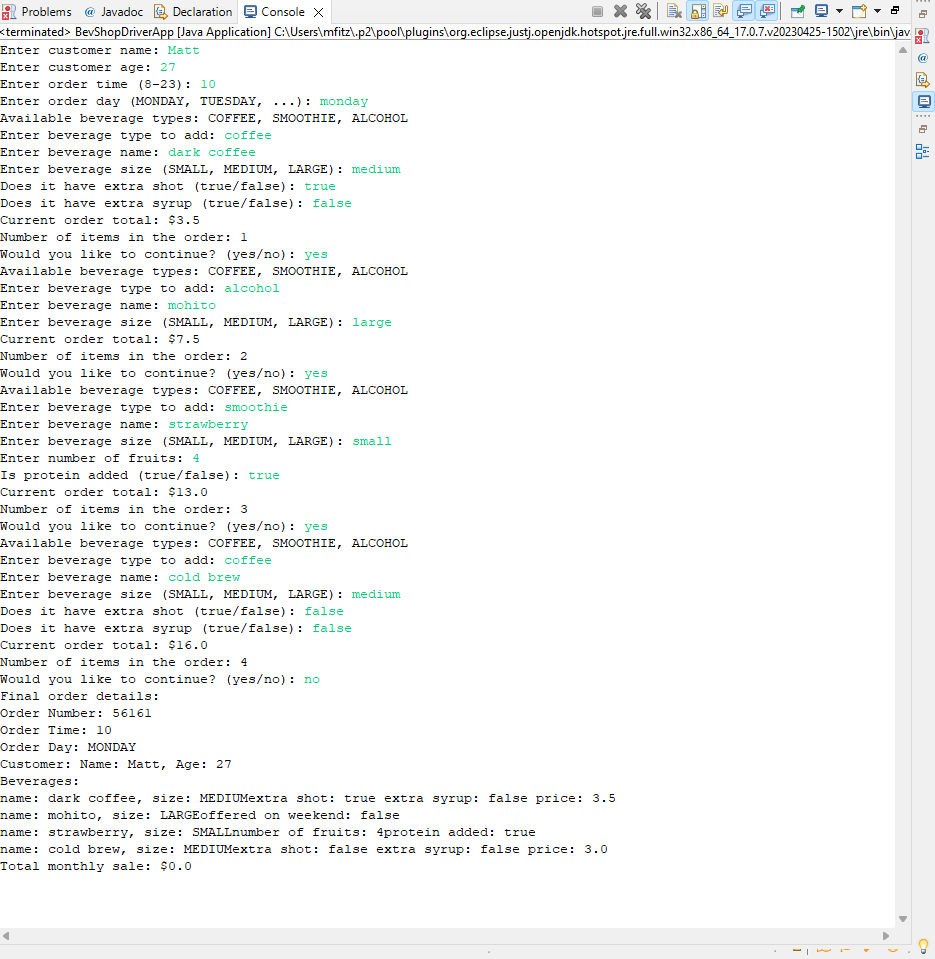 Problems @ Javadoc Declaration Console
<terminated> BevShopDriverApp [Java Application] C:\Users\mfitz\.p2\pool\plugins\org.eclipse.justj.openjdk.hotspot.jre.full.win32.x86_64_17.0.7.v20230425-1502\jre\bin\jav
Enter customer name: Matt
Enter customer age: 27
Enter order time (8-23): 10
Enter order day (MONDAY, TUESDAY, ...): monday
Available beverage types: COFFEE, SMOOTHIE, ALCOHOL
Enter beverage type to add: coffee
Enter beverage name: dark coffee
Enter beverage size (SMALL, MEDIUM, LARGE): medium
Does it have extra shot (true/false): true
Does it have extra syrup (true/false): false
Current order total: $3.5
Number of items in the order: 1
Would you like to continue? (yes/no): yes
Available beverage types: COFFEE, SMOOTHIE, ALCOHOL
Enter beverage type to add: alcohol
Enter beverage name: mohito
Enter beverage size (SMALL, MEDIUM, LARGE): large
Current order total: $7.5
Number of items in the order: 2
Would you like to continue? (yes/no): yes
Available beverage types: COFFEE, SMOOTHIE, ALCOHOL
Enter beverage type to add: smoothie
Enter beverage name: strawberry
Enter beverage size (SMALL, MEDIUM, LARGE): small
Enter number of fruits: 4
Is protein added (true/false): true
Current order total: $13.0
Number of items in the order: 3
Would you like to continue? (yes/no): yes
Available beverage types: COFFEE, SMOOTHIE, ALCOHOL
Enter beverage type to add: coffee
Enter beverage name: cold brew
Enter beverage size (SMALL, MEDIUM, LARGE): medium
Does it have extra shot (true/false): false
Does it have extra syrup (true/false): false
Current order total: $16.0
Number of items in the order: 4
Would you like to continue? (yes/no): no
Final order details:
Order Number: 56161
Order Time: 10
Order Day: MONDAY
Customer: Name: Matt, Age: 27
Beverages:
name: dark coffee, size: MEDIUMextra shot: true extra syrup: false price: 3.5
name: mohito, size: LARGEoffered on weekend: false
name: strawberry, size: SMALLnumber of fruits: 4protein added: true
name: cold brew, size: MEDIUMextra shot: false extra syrup: false price: 3.0
Total monthly sale: $0.0